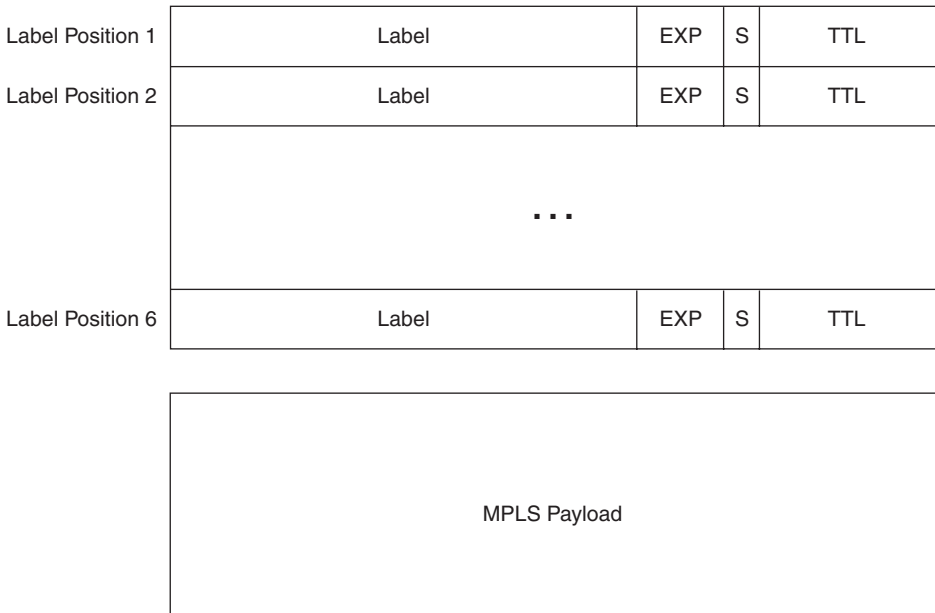 Label Position 1 Label EXP S TTL
Label Position 2 Label EXP S TTL
...
Label Position 6 Label EXP S TTL
MPLS Payload